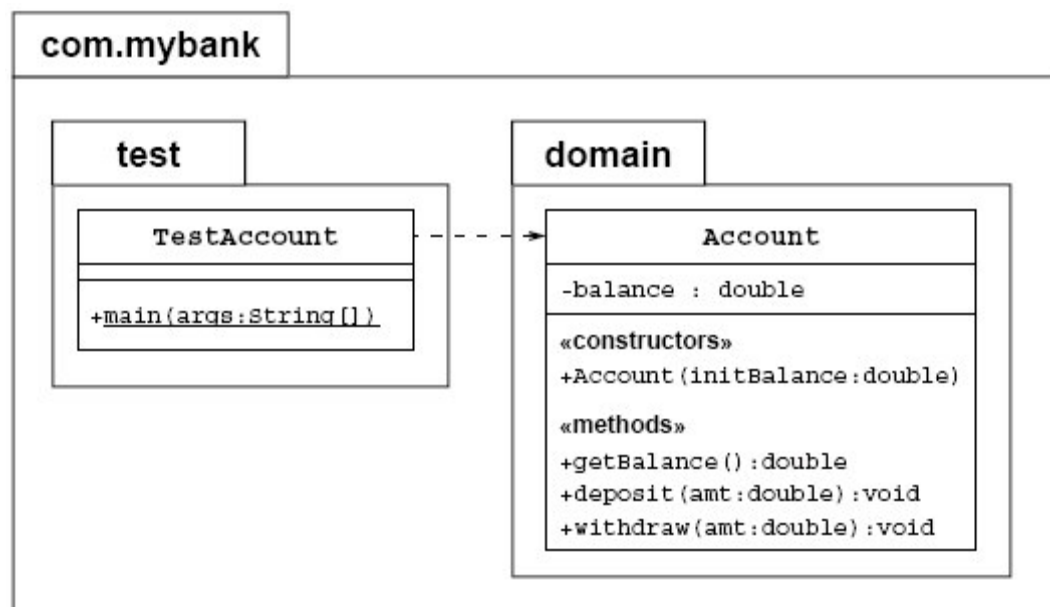 com.mybank
test
TestAccount
+main(args:String[])
domain
Account
-balance : double
«constructors»
+Account(initBalance:double)
«methods»
+getBalance():double
+deposit(amt:double):void
+withdraw(amt:double):void